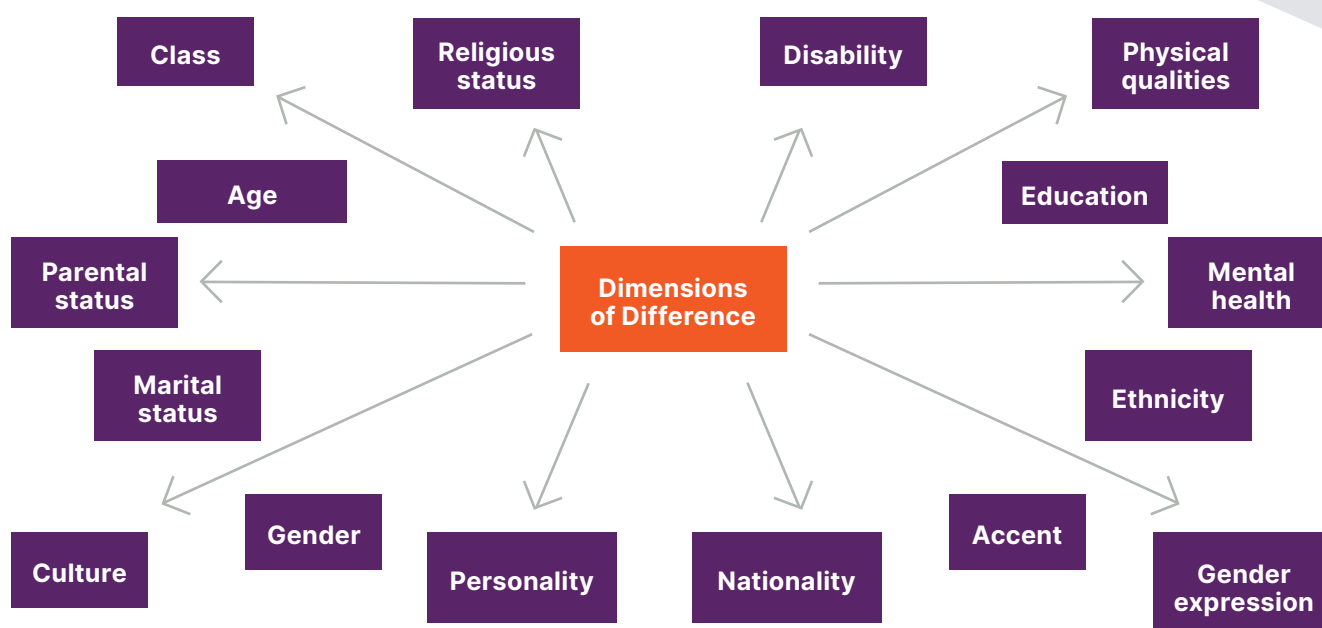 Class
Religious
status
Disability
Physical
qualities
Age
Education
Parental
status
Dimensions
of Difference
Mental
health
Marital
status
Ethnicity
Culture
Gender
Personality
Nationality
Accent
Gender
expression